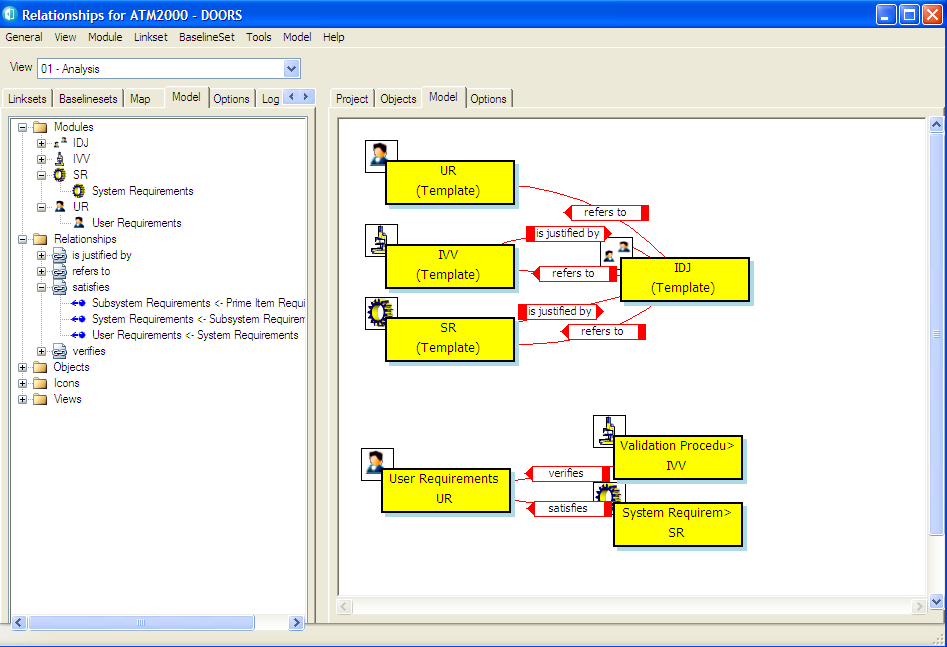 Relationships for ATM2000 - DOORS
General View Module Linkset BaselineSet Tools Model Help
View 01 - Analysis
Linksets Baselinesets Map Model Options Log
Project Objects Model Options
Modules
IDJ
IVV
SR
System Requirements
UR
User Requirements
Relationships
is justified by
refers to
satisfies
Subsystem Requirements <- Prime Item Requi
System Requirements <- Subsystem Requirem
User Requirements <- System Requirements
verifies
Objects
Icons
Views
UR
(Template)
refers to
is justified by
IVV
(Template)
refers to
IDJ
(Template)
is justified by
SR
(Template)
refers to
Validation Procedu>
IVV
verifies
User Requirements
UR
satisfies
System Requirem>
SR